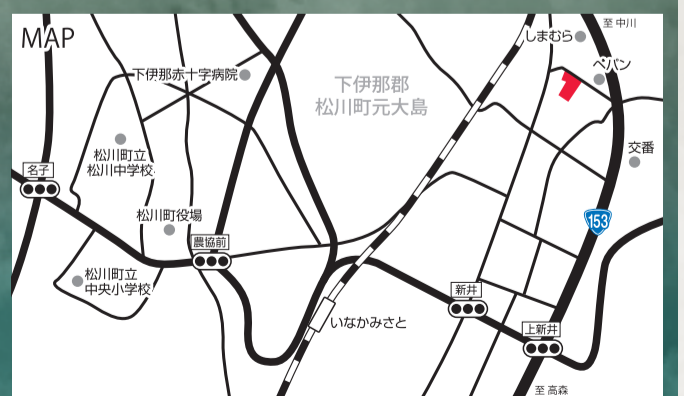 MAP
至 中川
しまむら
ベバン
下伊那赤十字病院
下伊那郡
松川町元大島
松川町立
松川中学校
交番
名子
松川町役場
153
農協前
松川町立
中央小学校
新井
いなかみさと
上新井
至 高森